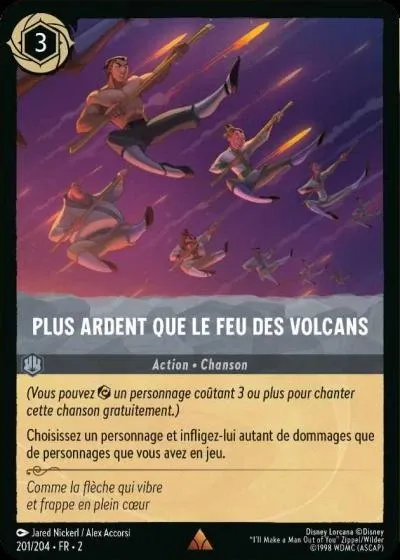 3
PLUS ARDENT QUE LE FEU DES VOLCANS
Action • Chanson
(Vous pouvez un personnage coûtant 3 ou plus pour chanter
cette chanson gratuitement.)
Choisissez un personnage et infligez-lui autant de dommages que
de personnages que vous avez en jeu.
Comme la flèche qui vibre
et frappe en plein cœur
Jared Nickerl / Alex Accorsi
201/204 • FR • 2
Disney Lorcana ©Disney
"I'll Make a Man Out of You" Zippel/Wilder
©1998 WDAC (ASCAP)